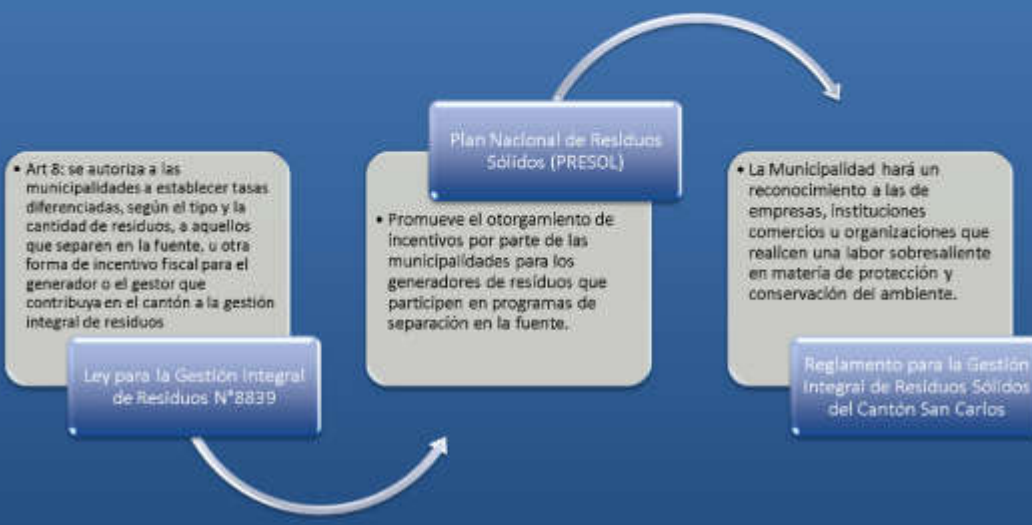 • Art 8: se autoriza a las
municipalidades a establecer tasas
diferenciadas, según el tipo y la
cantidad de residuos, a aquellos
que separen en la fuente, u otra
forma de incentivo fiscal para el
generador o el gestor que
contribuya en el cantón a la gestión
integral de residuos
Ley para la Gestión Integral
de Residuos N°8839
Plan Nacional de Residuos
Sólidos (PRESOL)
• Promueve el otorgamiento de
incentivos por parte de las
municipalidades para los
generadores de residuos que
participen en programas de
separación en la fuente.
• La Municipalidad hará un
reconocimiento a las de
empresas, instituciones
comercios u organizaciones que
realicen una labor sobresaliente
en materia de protección y
conservación del ambiente.
Reglamento para la Gestión
Integral de Residuos Sólidos
del Cantón San Carlos